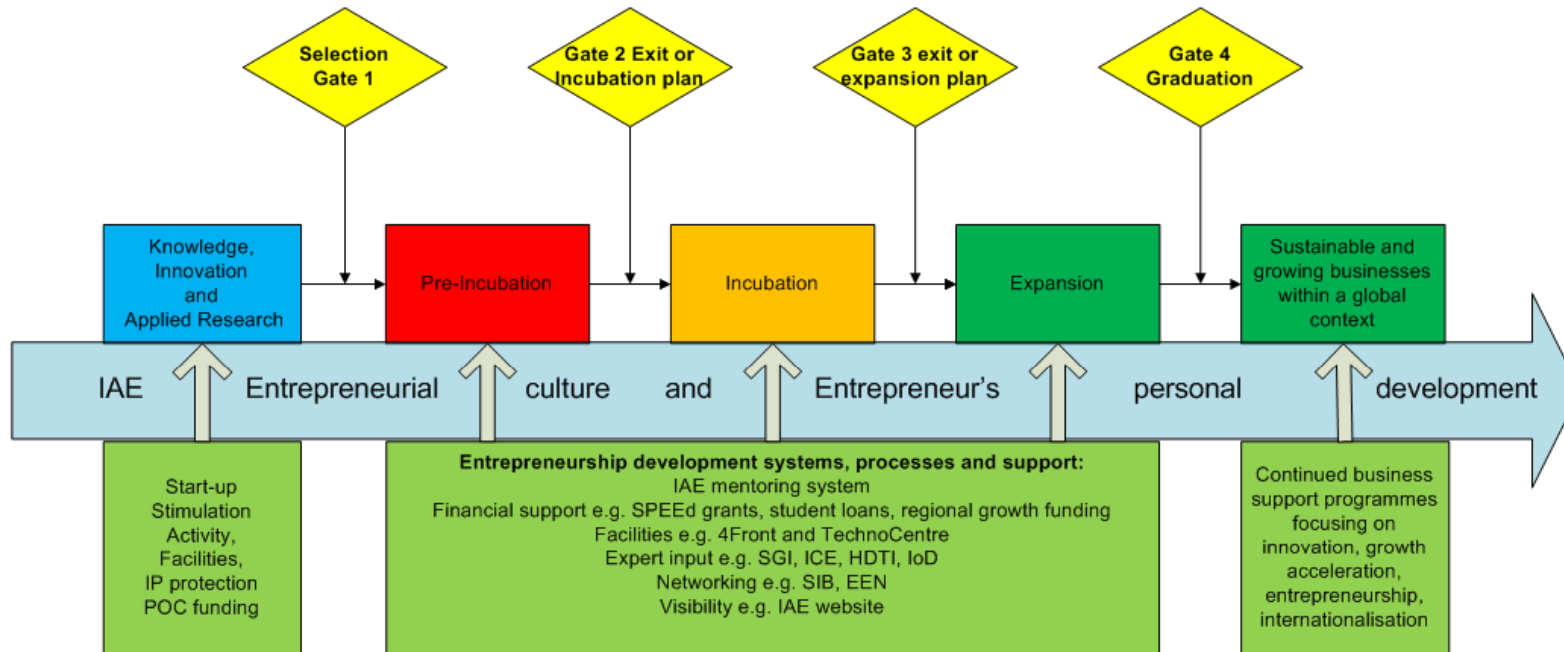 Selection
Gate 1
Gate 2 Exit or
Incubation plan
Gate 3 exit or
expansion plan
Gate 4
Graduation
Knowledge,
Innovation
and
Applied Research
Pre-incubation
Incubation
Expansion
Sustainable and
growing businesses
within a global
context
IAE Entrepreneurial culture and Entrepreneur's personal development
Start-up
Stimulation
Activity,
Facilities,
IP protection
POC funding
Entrepreneurship development systems, processes and support:
IAE mentoring system
Financial support e.g. SPEEd grants, student loans, regional growth funding
Facilities e.g. 4Front and TechnoCentre
Expert input e.g. SGI, ICE, HDTI, IoD
Networking e.g. SIB, EEN
Visibility e.g. IAE website
Continued business
support programmes
focusing on
innovation, growth
acceleration,
entrepreneurship,
internationalisation